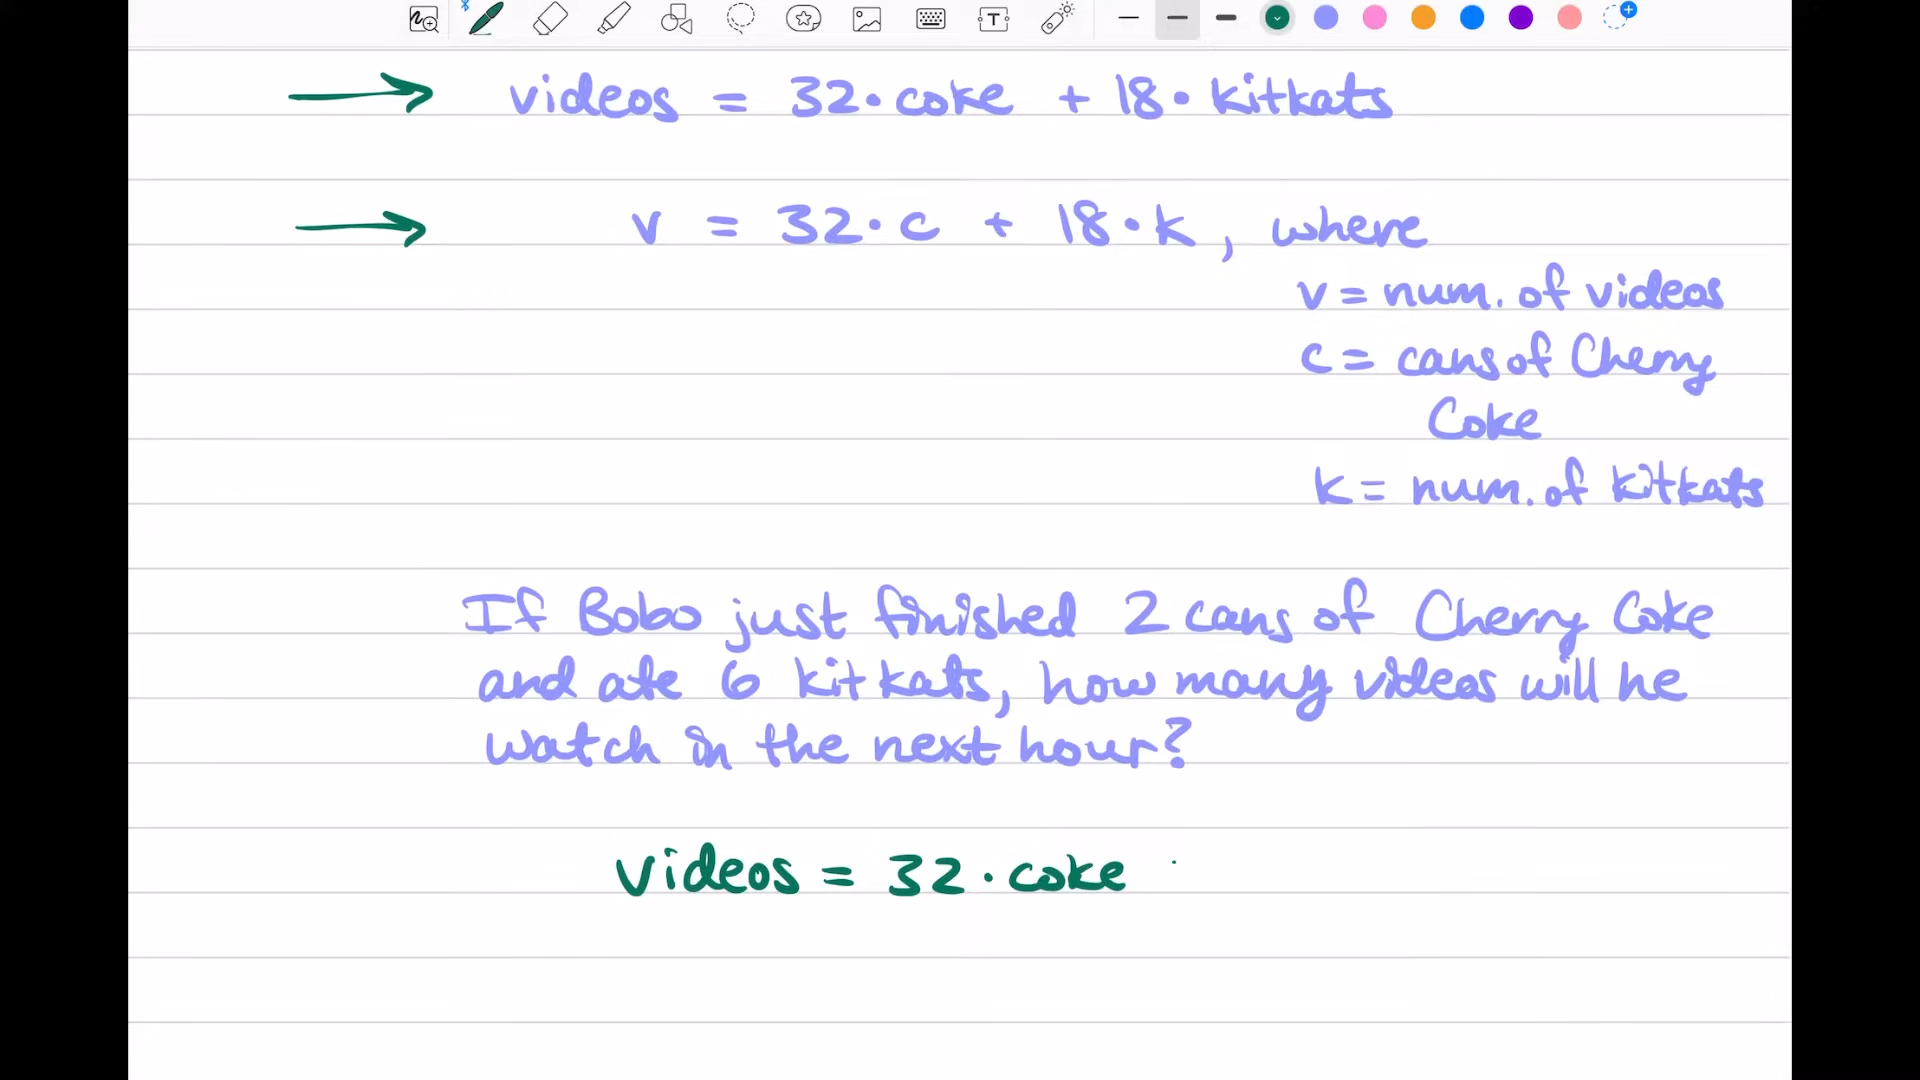 videos = 32·coke + 18·kitkats
v = 32·c + 18·k, where
v = num. of videos
c = cans of Cherry
Coke
k = num. of kitkats
If Bobo just finished 2 cans of Cherry Coke
and ate 6 kitkats, how many videos will he
watch in the next hour?
videos = 32·coke